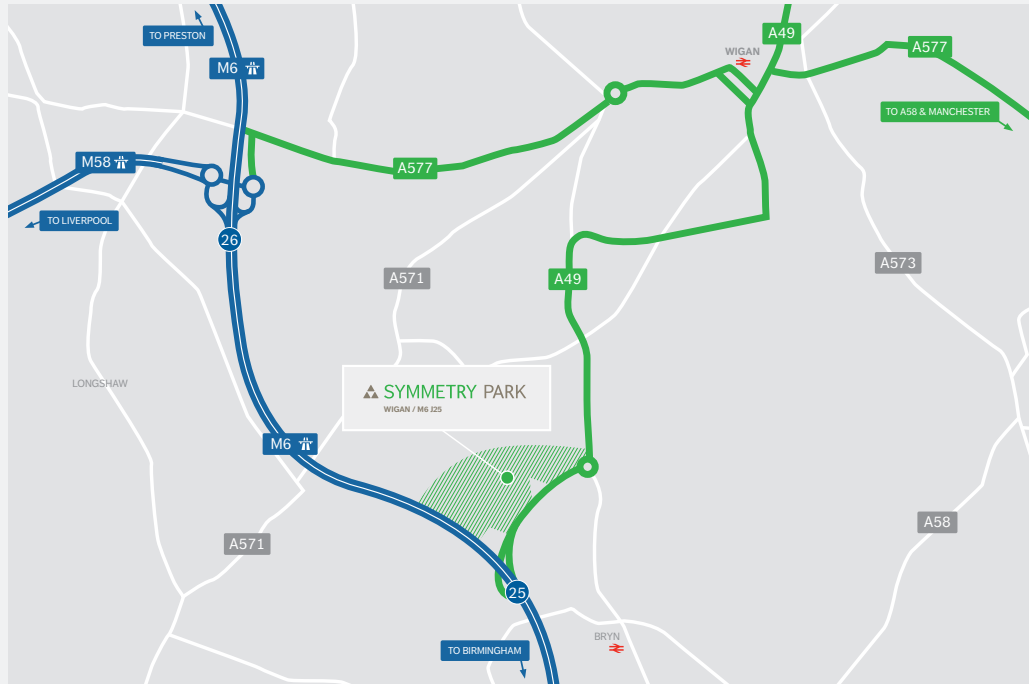 TO PRESTON
A49
A577
WIGAN
M6
TO A58 & MANCHESTER
M58
A577
TO LIVERPOOL
26
A571
A49
A573
LONGSHAW
SYMMETRY PARK
WIGAN / M6 J25
M6
A58
A571
25
BRYN
TO BIRMINGHAM